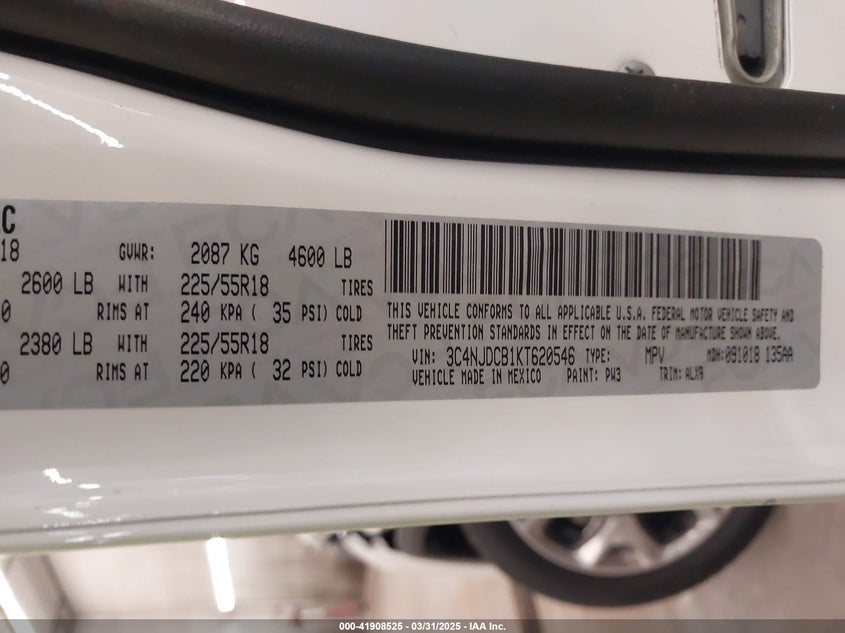 C
18 GVWR: 2087 KG 4600 LB
2600 LB WITH 225/55R18 TIRES
0 RIMS AT 240 KPA ( 35 PSI) COLD
2380 LB WITH 225/55R18 TIRES
0 RIMS AT 220 KPA ( 32 PSI) COLD
THIS VEHICLE CONFORMS TO ALL APPLICABLE U.S.A. FEDERAL MOTOR VEHICLE SAFETY AND
THEFT PREVENTION STANDARDS IN EFFECT ON THE DATE OF MANUFACTURE SHOWN ABOVE.
VIN: 3C4NJDCB1KT620546 TYPE: MPV MDH:091018 135AA
VEHICLE MADE IN MEXICO PAINT: PW3 TRIM: ALX9
000-41908525 - 03/31/2025 - IAA Inc.